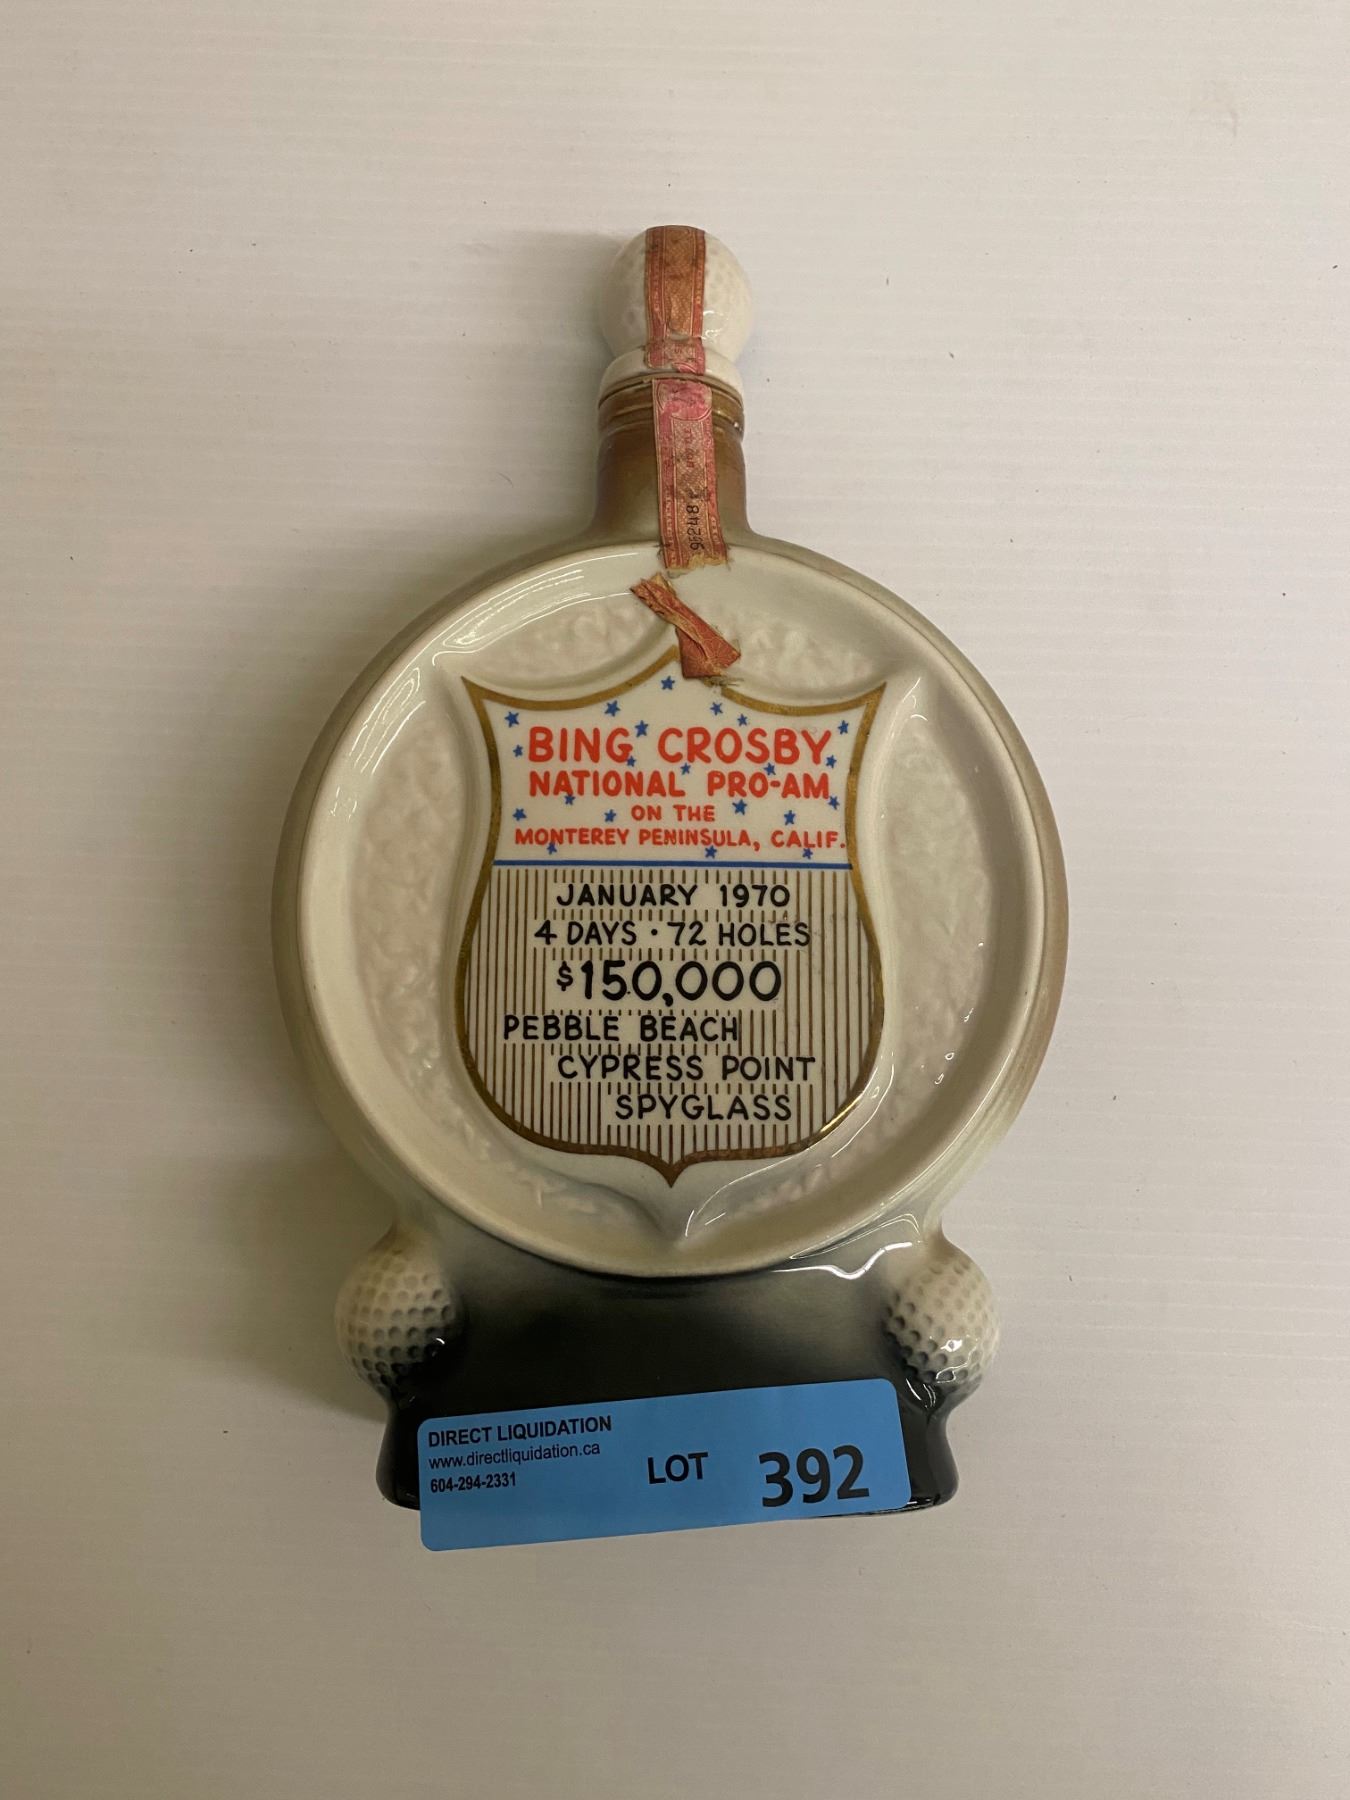 96248
BING CROSBY
NATIONAL PRO-AM
ON THE
MONTEREY PENINSULA, CALIF.
JANUARY 1970
4 DAYS · 72 HOLES
$150,000
PEBBLE BEACH
CYPRESS POINT
SPYGLASS
DIRECT LIQUIDATION
www.directliquidation.ca
604-294-2331
LOT 392